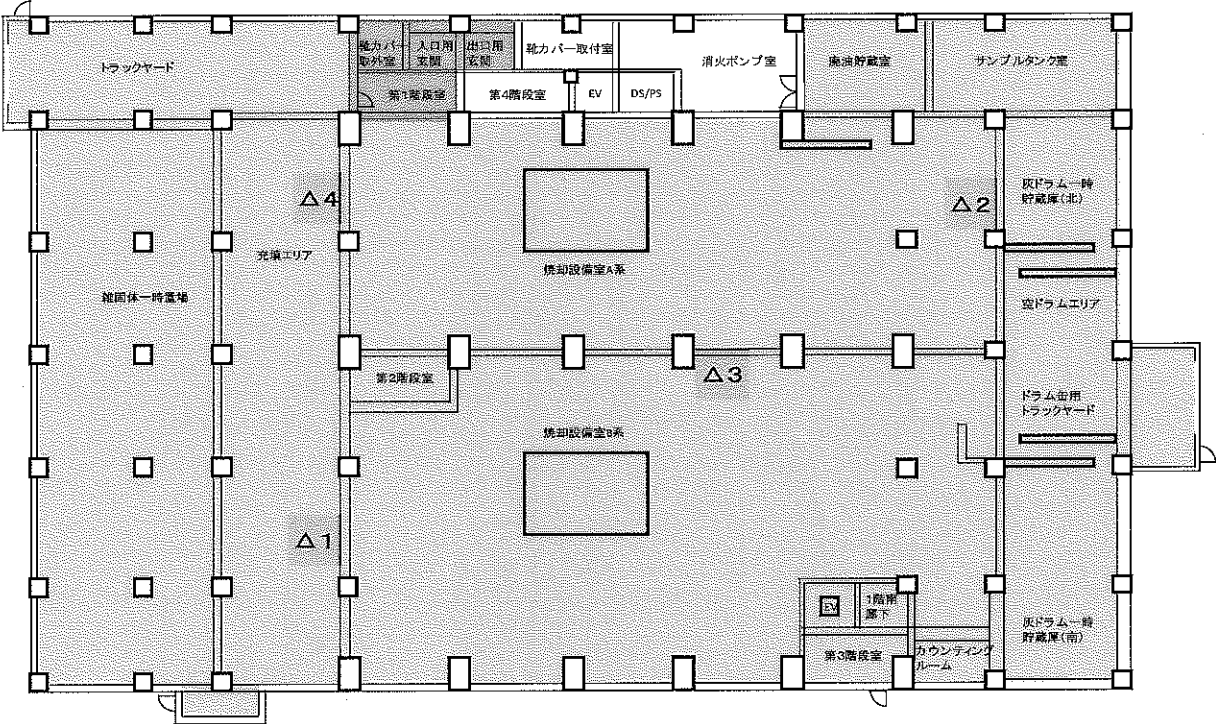 トラックヤード
靴カバー
取外室
入口用
玄関
出口用
玄関
靴カバー取付室
消火ポンプ室
廃油貯蔵室
サンプルタンク室
第1階段室
第4階段室
EV
DS/PS
△4
△2
灰ドラム一時
貯蔵庫(北)
充填エリア
焼却設備室A系
雑固体一時置場
空ドラムエリア
第2階段室
△3
ドラム缶用
トラックヤード
焼却設備室B系
△1
EV
1階南
廊下
第3階段室
カウンティング
ルーム
灰ドラム一時
貯蔵庫(南)